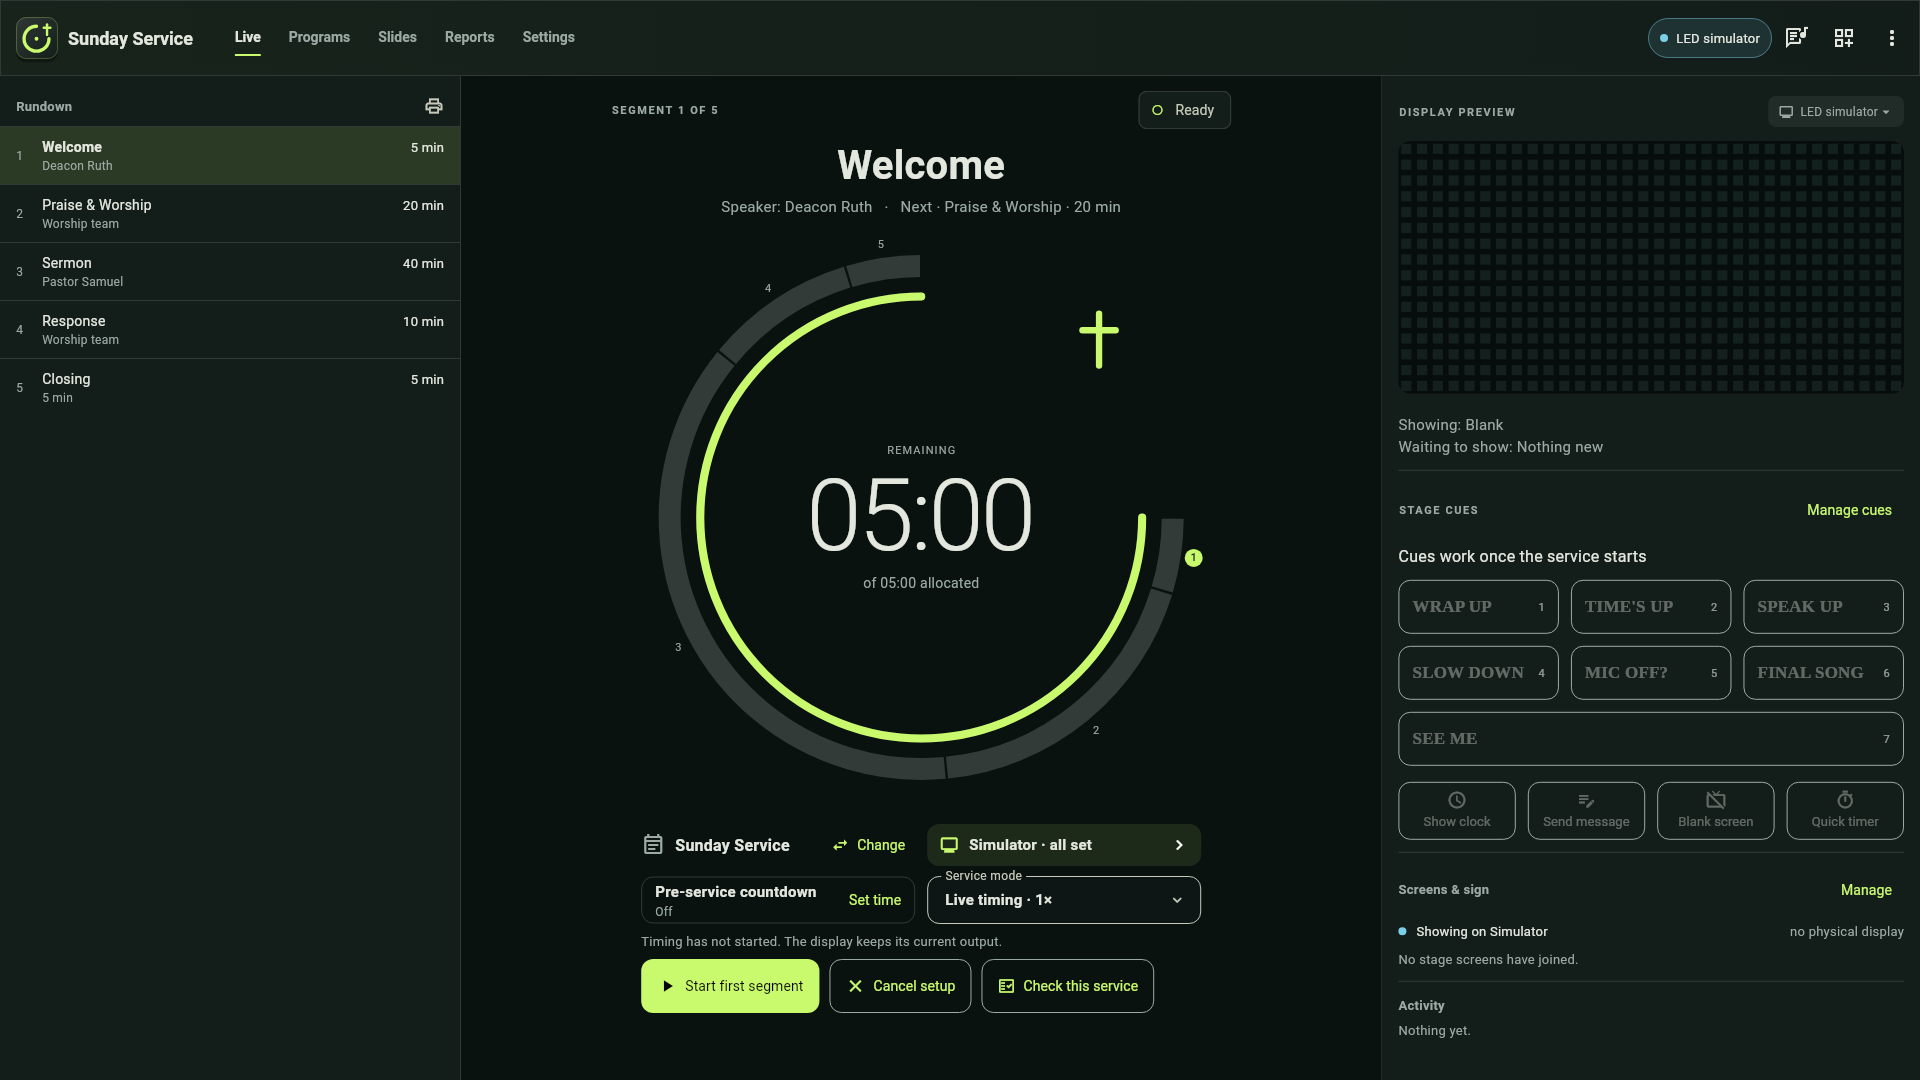 Sunday Service
Live
Programs
Slides
Reports
Settings
LED simulator
Rundown
1
Welcome
5 min
Deacon Ruth
2
Praise & Worship
20 min
Worship team
3
Sermon
40 min
Pastor Samuel
4
Response
10 min
Worship team
5
Closing
5 min
5 min
SEGMENT 1 OF 5
Ready
Welcome
Speaker: Deacon Ruth · Next · Praise & Worship · 20 min
5
4
REMAINING
05:00
of 05:00 allocated
1
3
2
Sunday Service
Change
Simulator · all set
Pre-service countdown
Off
Set time
Service mode
Live timing · 1×
Timing has not started. The display keeps its current output.
Start first segment
Cancel setup
Check this service
DISPLAY PREVIEW
LED simulator
Showing: Blank
Waiting to show: Nothing new
STAGE CUES
Manage cues
Cues work once the service starts
WRAP UP 1
TIME'S UP 2
SPEAK UP 3
SLOW DOWN 4
MIC OFF? 5
FINAL SONG 6
SEE ME 7
Show clock
Send message
Blank screen
Quick timer
Screens & sign
Manage
Showing on Simulator
no physical display
No stage screens have joined.
Activity
Nothing yet.